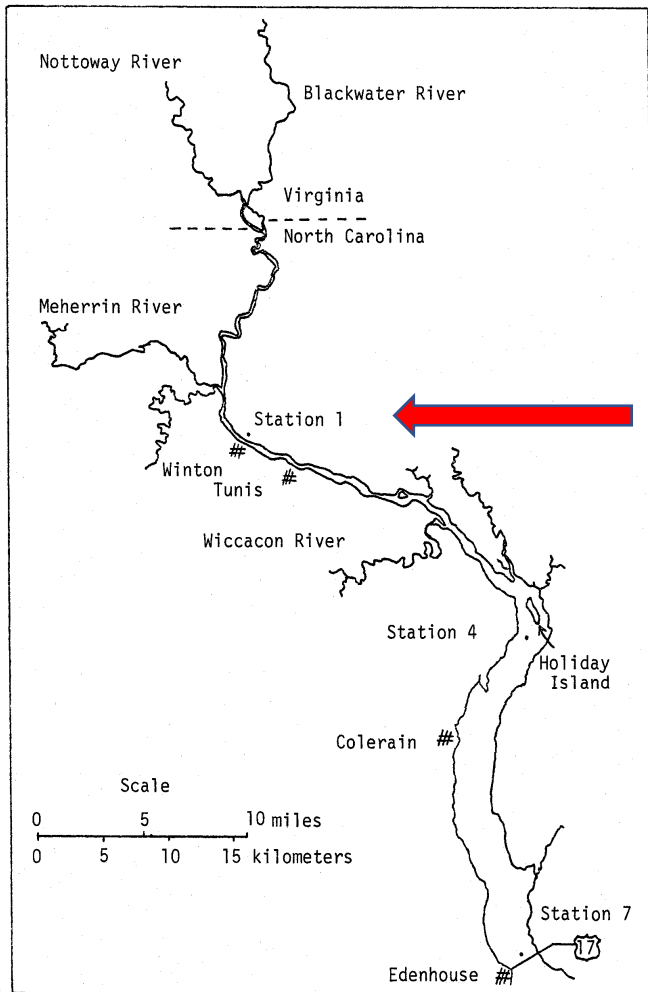 Nottoway River
Blackwater River
Virginia
North Carolina
Meherrin River
Station 1
Winton
Tunis
Wiccacon River
Station 4
Holiday
Island
Colerain
Scale
0 5 10 miles
0 5 10 15 kilometers
Station 7
17
Edenhouse